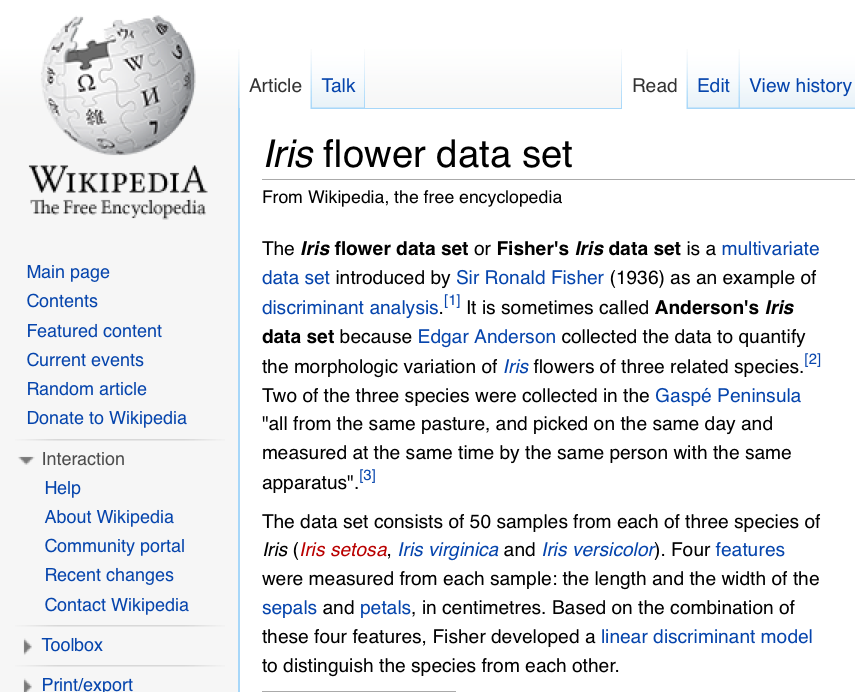 WIKIPEDIA
The Free Encyclopedia
Main page
Contents
Featured content
Current events
Random article
Donate to Wikipedia
Interaction
Help
About Wikipedia
Community portal
Recent changes
Contact Wikipedia
Toolbox
Print/export
Article Talk Read Edit View history
Iris flower data set
From Wikipedia, the free encyclopedia
The Iris flower data set or Fisher's Iris data set is a multivariate
data set introduced by Sir Ronald Fisher (1936) as an example of
discriminant analysis.[1] It is sometimes called Anderson's Iris
data set because Edgar Anderson collected the data to quantify
the morphologic variation of Iris flowers of three related species.[2]
Two of the three species were collected in the Gaspé Peninsula
"all from the same pasture, and picked on the same day and
measured at the same time by the same person with the same
apparatus".[3]
The data set consists of 50 samples from each of three species of
Iris (Iris setosa, Iris virginica and Iris versicolor). Four features
were measured from each sample: the length and the width of the
sepals and petals, in centimetres. Based on the combination of
these four features, Fisher developed a linear discriminant model
to distinguish the species from each other.